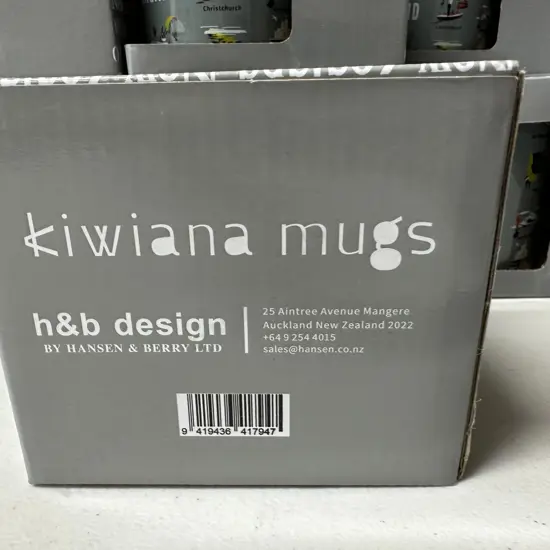 Christchurch
kiwiana mugs
h&b design
BY HANSEN & BERRY LTD
25 Aintree Avenue Mangere
Auckland New Zealand 2022
+64 9 254 4015
sales@hansen.co.nz
9 419436 417947